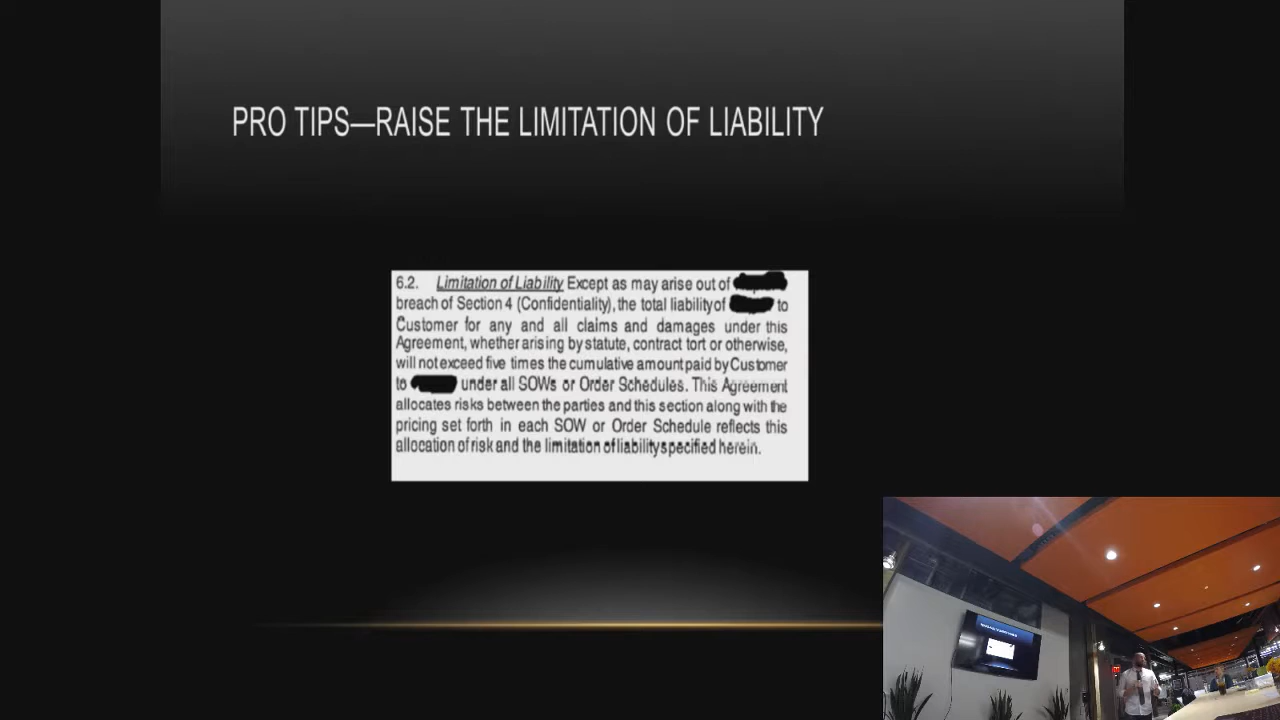 PRO TIPS—RAISE THE LIMITATION OF LIABILITY
6.2. Limitation of Liability Except as may arise out of
breach of Section 4 (Confidentiality), the total liability of to
Customer for any and all claims and damages under this
Agreement, whether arising by statute, contract tort or otherwise,
will not exceed five times the cumulative amount paid by Customer
to under all SOWs or Order Schedules. This Agreement
allocates risks between the parties and this section along with the
pricing set forth in each SOW or Order Schedule reflects this
allocation of risk and the limitation of liability specified herein.